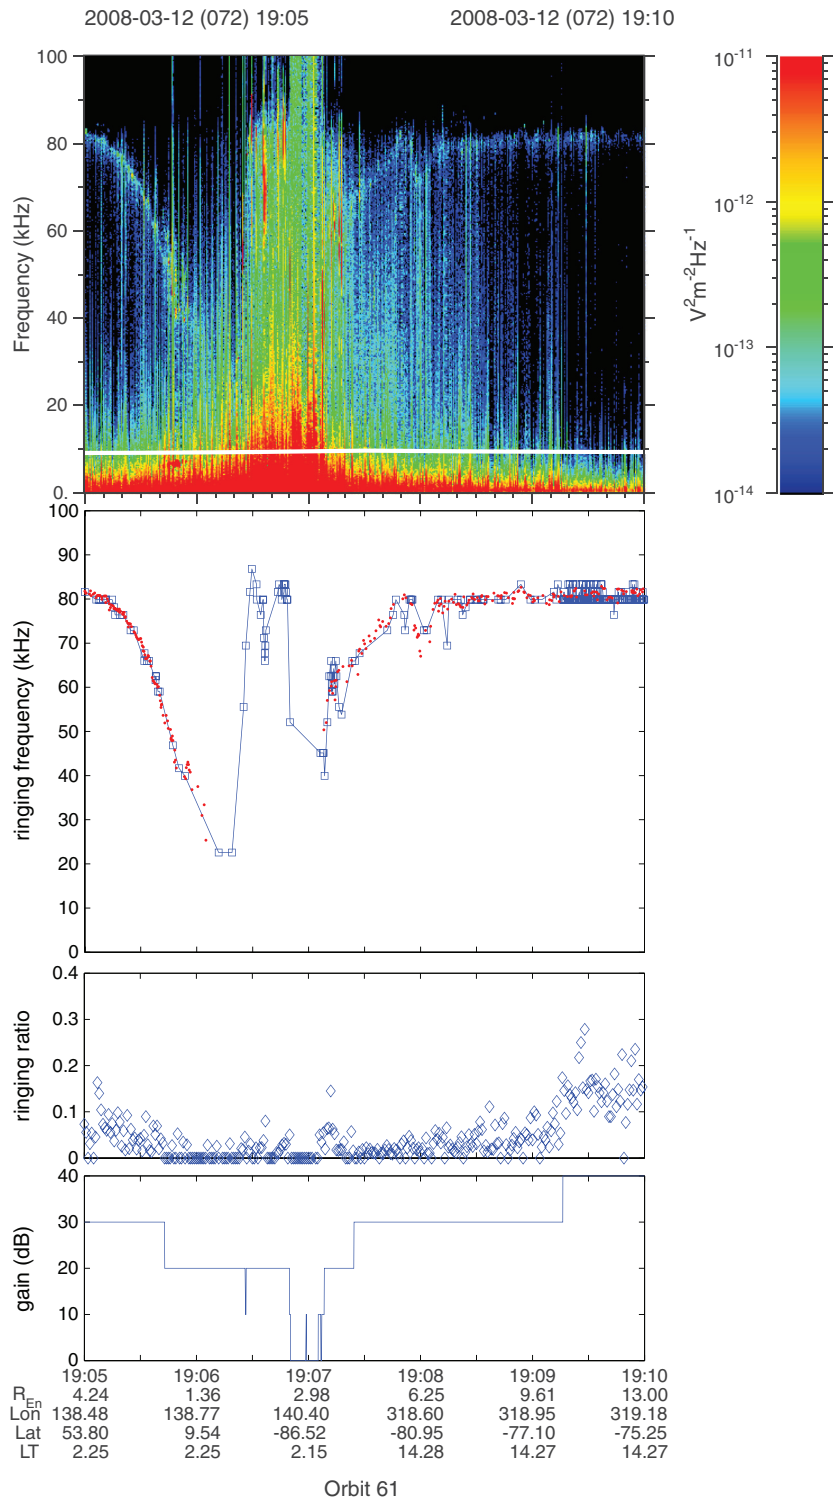 2008-03-12 (072) 19:05 2008-03-12 (072) 19:10
100
80
60
40
20
0.
Frequency (kHz)
10-11
10-12
10-13
10-14
V2m-2Hz-1
100
90
80
70
60
50
40
30
20
10
0
ringing frequency (kHz)
0.4
0.3
0.2
0.1
0
ringing ratio
40
30
20
10
0
gain (dB)
19:05 19:06 19:07 19:08 19:09 19:10
REn 4.24 1.36 2.98 6.25 9.61 13.00
Lon 138.48 138.77 140.40 318.60 318.95 319.18
Lat 53.80 9.54 -86.52 -80.95 -77.10 -75.25
LT 2.25 2.25 2.15 14.28 14.27 14.27
Orbit 61